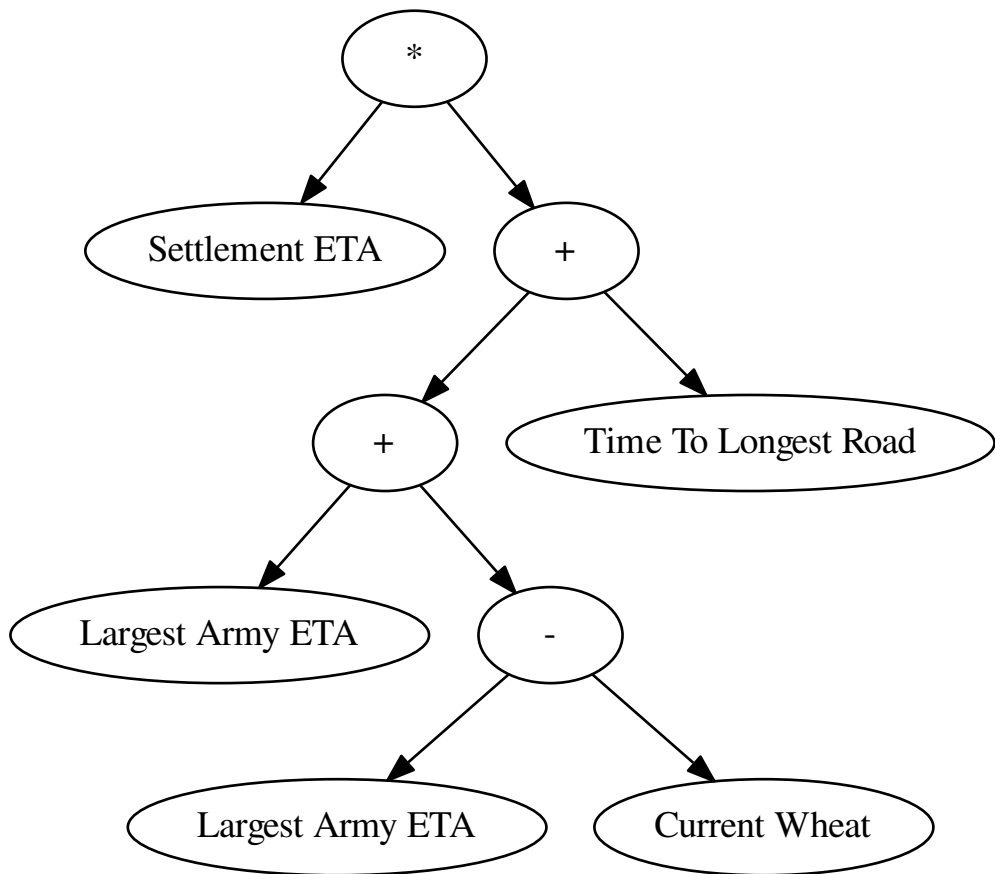 *
Settlement ETA
+
+
Time To Longest Road
Largest Army ETA
-
Largest Army ETA
Current Wheat